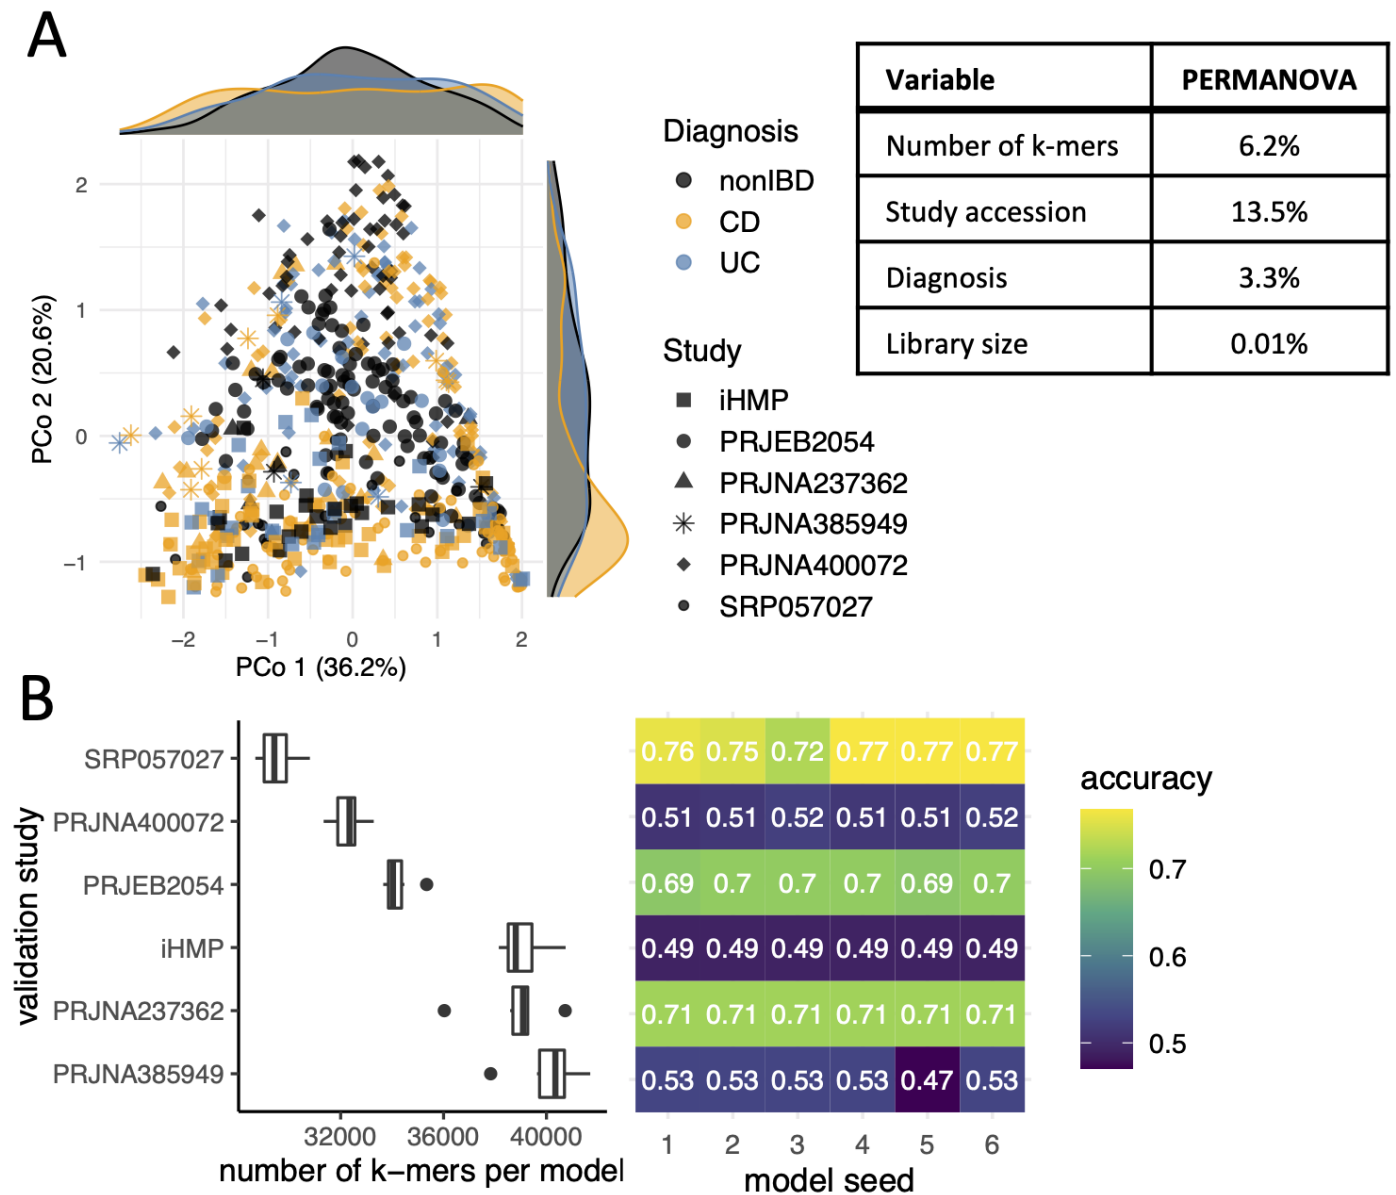 A
Diagnosis
nonIBD
CD
UC
Study
iHMP
PRJEB2054
PRJNA237362
PRJNA385949
PRJNA400072
SRP057027
PCo 2 (20.6%)
2
1
0
−1
−2 −1 0 1 2
PCo 1 (36.2%)
Variable PERMANOVA
Number of k-mers 6.2%
Study accession 13.5%
Diagnosis 3.3%
Library size 0.01%
B
validation study
SRP057027
PRJNA400072
PRJEB2054
iHMP
PRJNA237362
PRJNA385949
32000 36000 40000
number of k−mers per model
0.76 0.75 0.72 0.77 0.77 0.77
0.51 0.51 0.52 0.51 0.51 0.52
0.69 0.7 0.7 0.7 0.69 0.7
0.49 0.49 0.49 0.49 0.49 0.49
0.71 0.71 0.71 0.71 0.71 0.71
0.53 0.53 0.53 0.53 0.47 0.53
1 2 3 4 5 6
model seed
accuracy
0.7
0.6
0.5